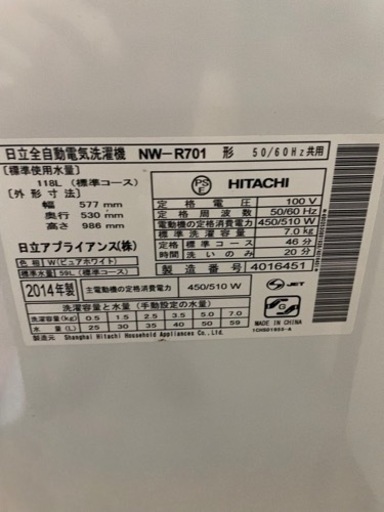 日立全自動電気洗濯機 NW-R701 形 50/60Hz共用
〔標準使用水量〕
118L (標準コース)
〔外形寸法〕
幅 577 mm
奥行 530 mm
高さ 986 mm
日立アプライアンス(株)
色相 W(ピュアホワイト)
標準水量 59L (標準コース)
PS E HITACHI
定格電圧 100 V
定格周波数 50/60 Hz
電動機の定格消費電力 450/510 W
標準洗濯容量 7.0kg
定格 標準コース 46分
時間 洗いのみ 20分
製造番号 4016451
2014年製 主電動機の定格消費電力 450/510 W
JET
MADE IN CHINA
洗濯容量と水量 (手動設定の水量)
洗濯容量(kg) 0.5 1.5 2.5 3.5 5.0 7.0
水量(L) 25 30 35 40 50 59
製造元 Shanghai Hitachi Household Appliances Co., Ltd.